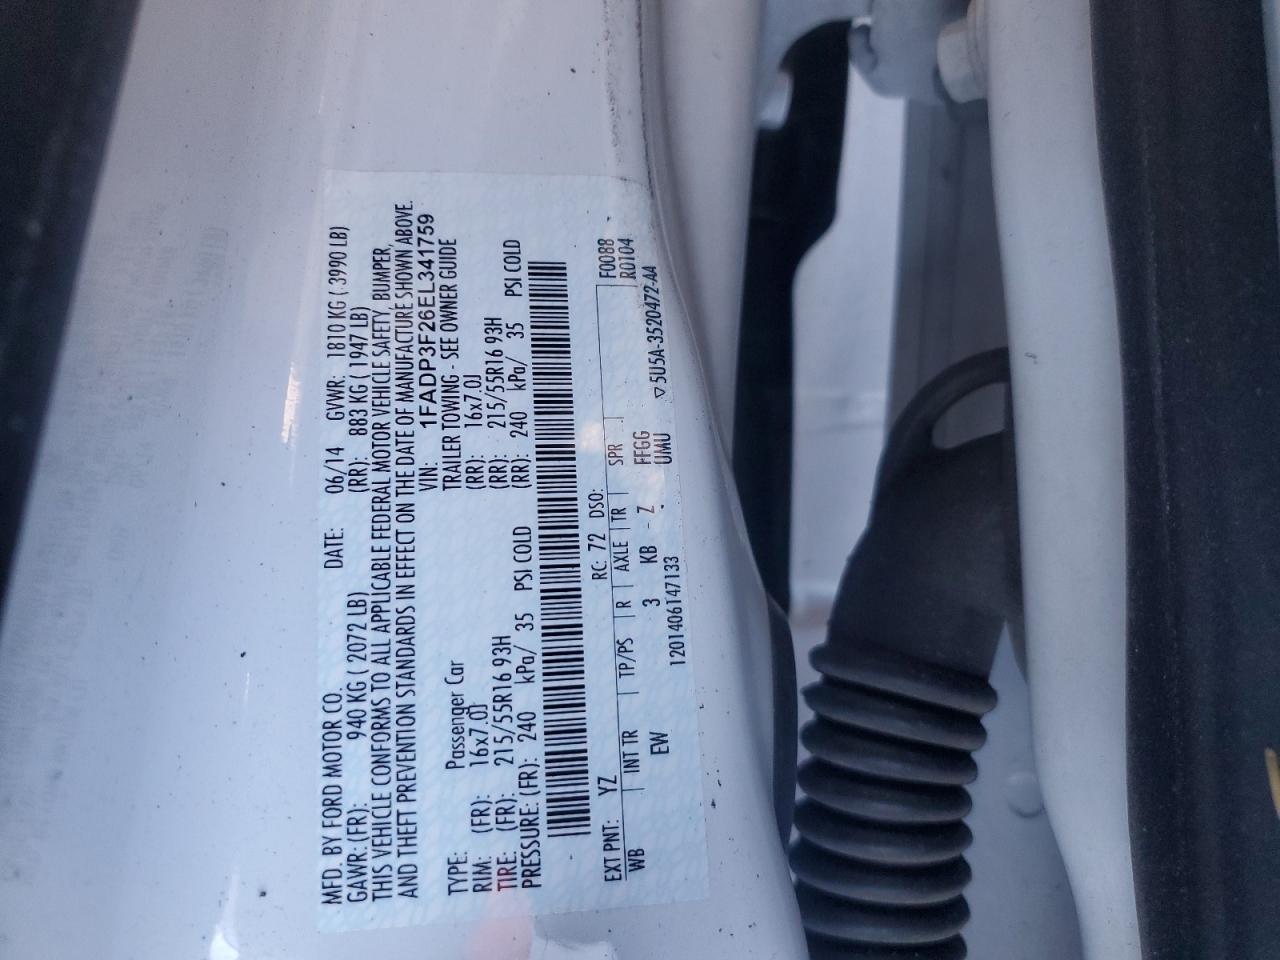 MFD. BY FORD MOTOR CO. DATE: 06/14 GVWR: 1810 KG ( 3990 LB)
GAWR: (FR): 940 KG ( 2072 LB) (RR): 883 KG ( 1947 LB)
THIS VEHICLE CONFORMS TO ALL APPLICABLE FEDERAL MOTOR VEHICLE SAFETY, BUMPER,
AND THEFT PREVENTION STANDARDS IN EFFECT ON THE DATE OF MANUFACTURE SHOWN ABOVE.
VIN: 1FADP3F26EL341759
TYPE: Passenger Car TRAILER TOWING - SEE OWNER GUIDE
RIM: (FR): 16x7.0J (RR): 16x7.0J
TIRE: (FR): 215/55R16 93H (RR): 215/55R16 93H
PRESSURE: (FR): 240 kPa/ 35 PSI COLD (RR): 240 kPa/ 35 PSI COLD
RC: 72 DSO: F0088
EXT PNT: YZ R0104
WB INT TR TP/PS R AXLE TR SPR
EW 3 KB - Z FFGG
UMU
1201406147133 ▽5U5A-3520472-AA